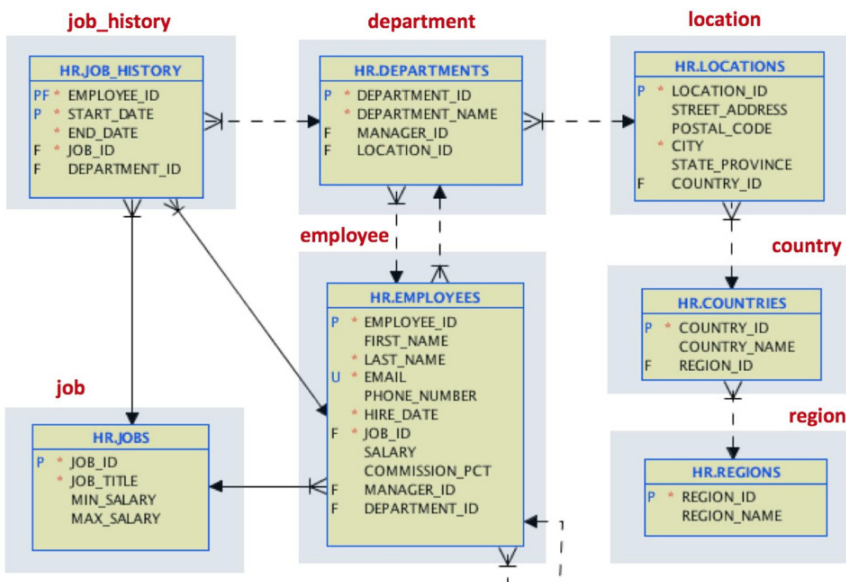 job_history
HR.JOB_HISTORY
PF * EMPLOYEE_ID
P * START_DATE
* END_DATE
F * JOB_ID
F DEPARTMENT_ID
department
HR.DEPARTMENTS
P * DEPARTMENT_ID
* DEPARTMENT_NAME
F MANAGER_ID
F LOCATION_ID
location
HR.LOCATIONS
P * LOCATION_ID
STREET_ADDRESS
POSTAL_CODE
* CITY
STATE_PROVINCE
F COUNTRY_ID
employee
HR.EMPLOYEES
P * EMPLOYEE_ID
FIRST_NAME
* LAST_NAME
U * EMAIL
PHONE_NUMBER
* HIRE_DATE
F * JOB_ID
SALARY
COMMISSION_PCT
F MANAGER_ID
F DEPARTMENT_ID
country
HR.COUNTRIES
P * COUNTRY_ID
COUNTRY_NAME
F REGION_ID
job
HR.JOBS
P * JOB_ID
* JOB_TITLE
MIN_SALARY
MAX_SALARY
region
HR.REGIONS
P * REGION_ID
REGION_NAME